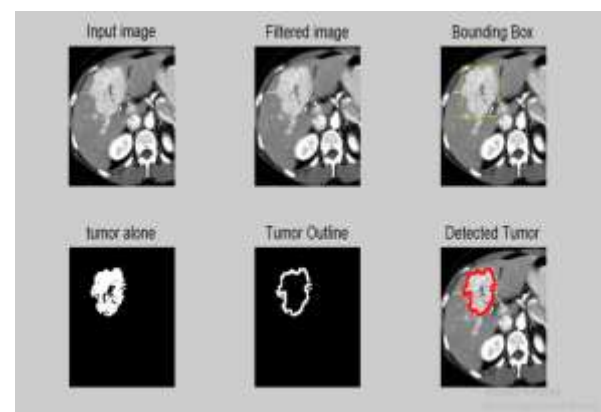 Input image
Filtered image
Bounding Box
tumor alone
Tumor Outline
Detected Tumor